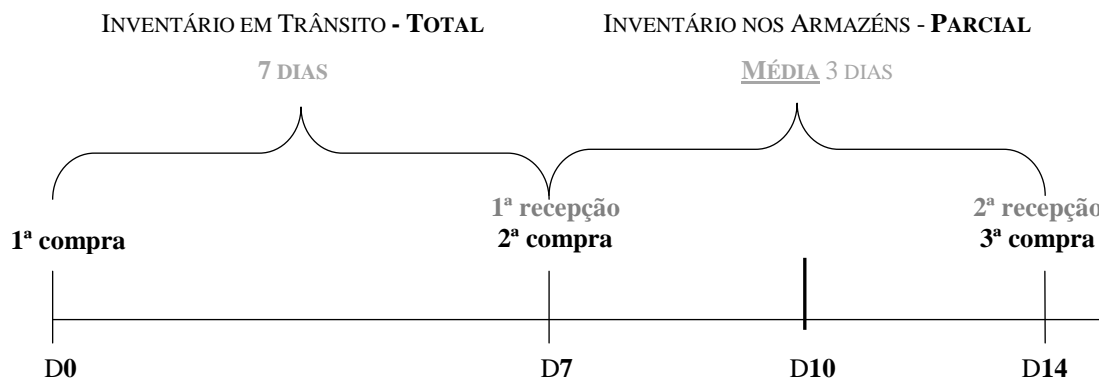 INVENTÁRIO EM TRÂNSITO - TOTAL
INVENTÁRIO NOS ARMAZÉNS - PARCIAL
7 DIAS
MÉDIA 3 DIAS
1ª compra
1ª recepção
2ª compra
2ª recepção
3ª compra
D0
D7
D10
D14